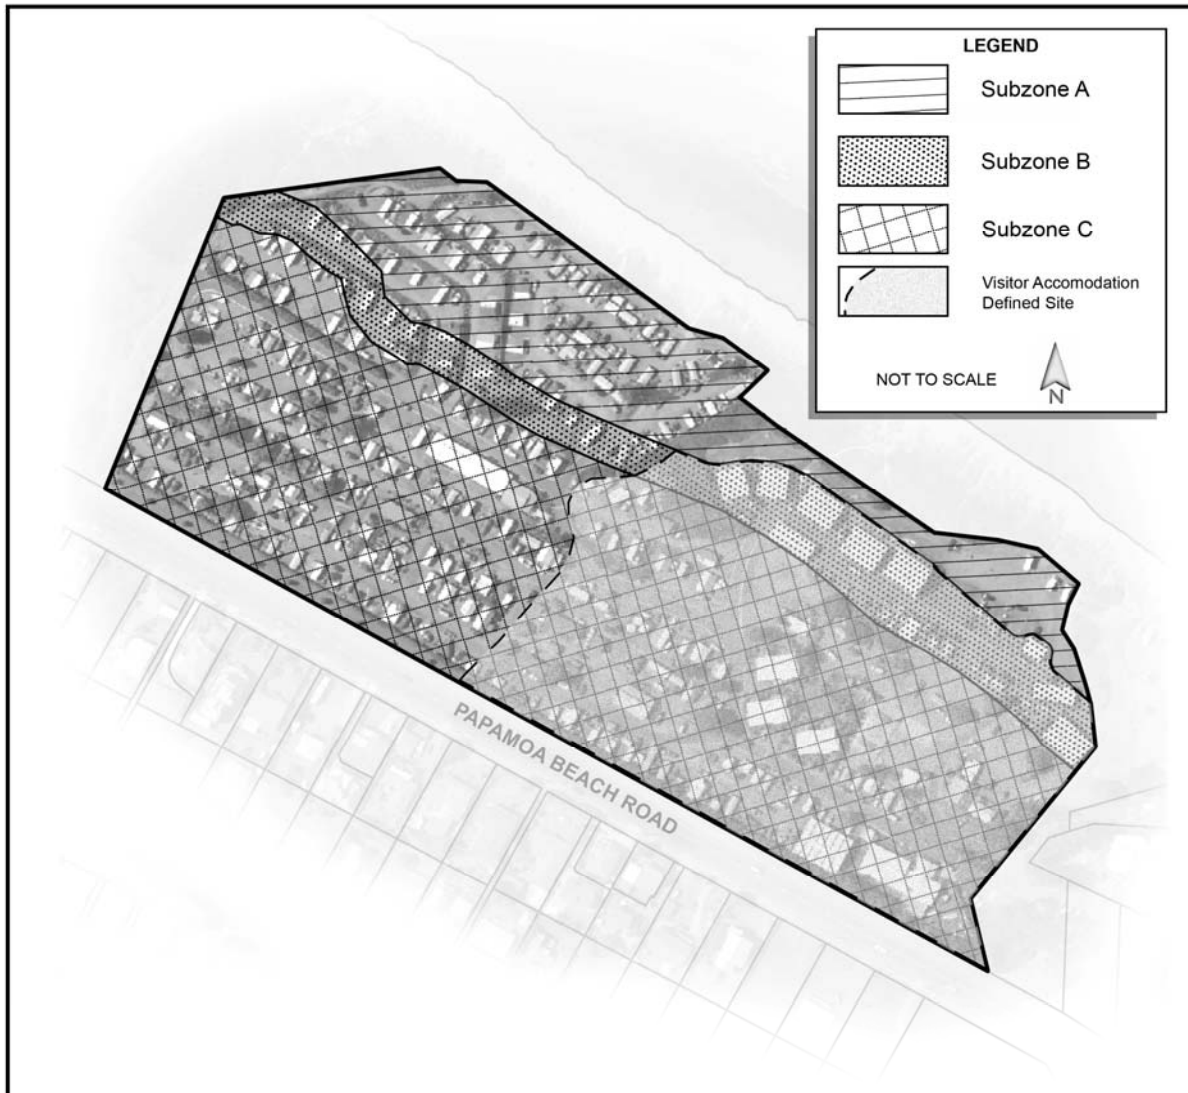 LEGEND
Subzone A
Subzone B
Subzone C
Visitor Accomodation
Defined Site
NOT TO SCALE
N
PAPAMOA BEACH ROAD